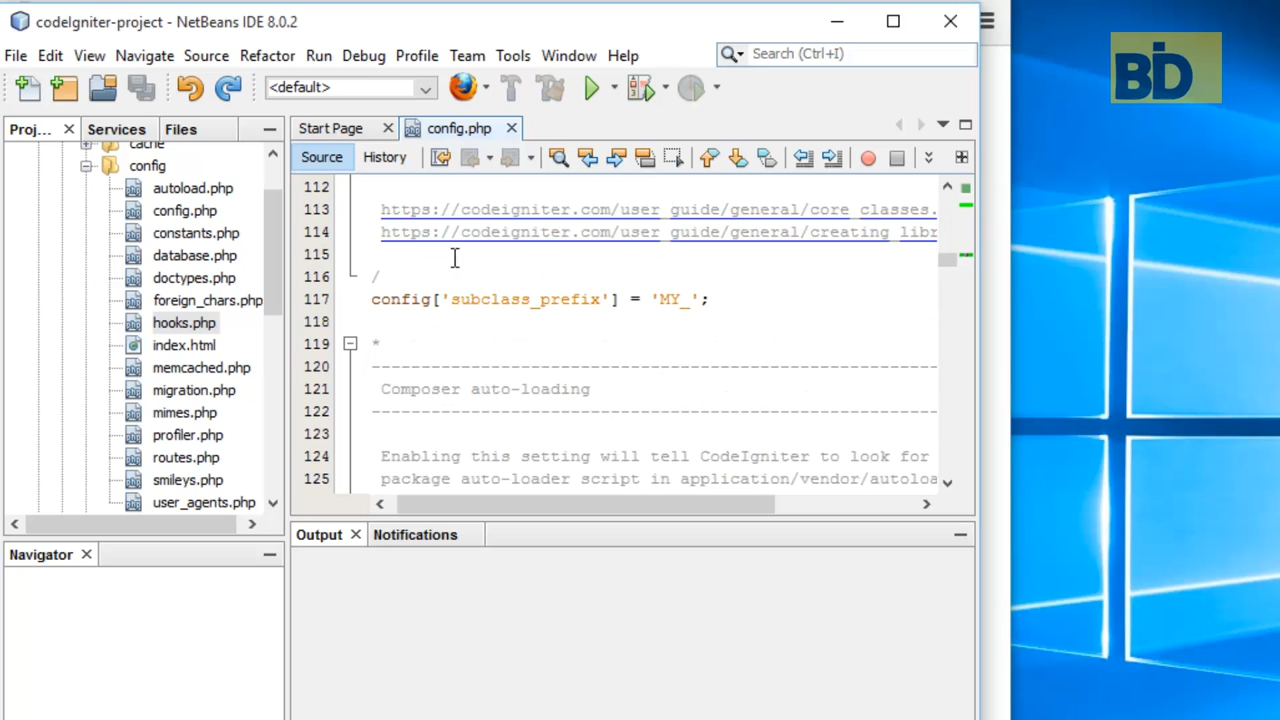 codeIgniter-project - NetBeans IDE 8.0.2
BID
File Edit View Navigate Source Refactor Run Debug Profile Team Tools Window Help
Search (Ctrl+I)
<default>
Proj... Services Files
Start Page config.php
Source History
cache
config
autoload.php
config.php
constants.php
database.php
doctypes.php
foreign_chars.php
hooks.php
index.html
memcached.php
migration.php
mimes.php
profiler.php
routes.php
smileys.php
user_agents.php
112
113 https://codeigniter.com/user_guide/general/core_classes.
114 https://codeigniter.com/user_guide/general/creating_libr
115
116 /
117 config['subclass_prefix'] = 'MY_';
118
119 *
120 --------------------------------------------------------------
121 Composer auto-loading
122 --------------------------------------------------------------
123
124 Enabling this setting will tell CodeIgniter to look for
125 package auto-loader script in application/vendor/autoloa
Output Notifications
Navigator